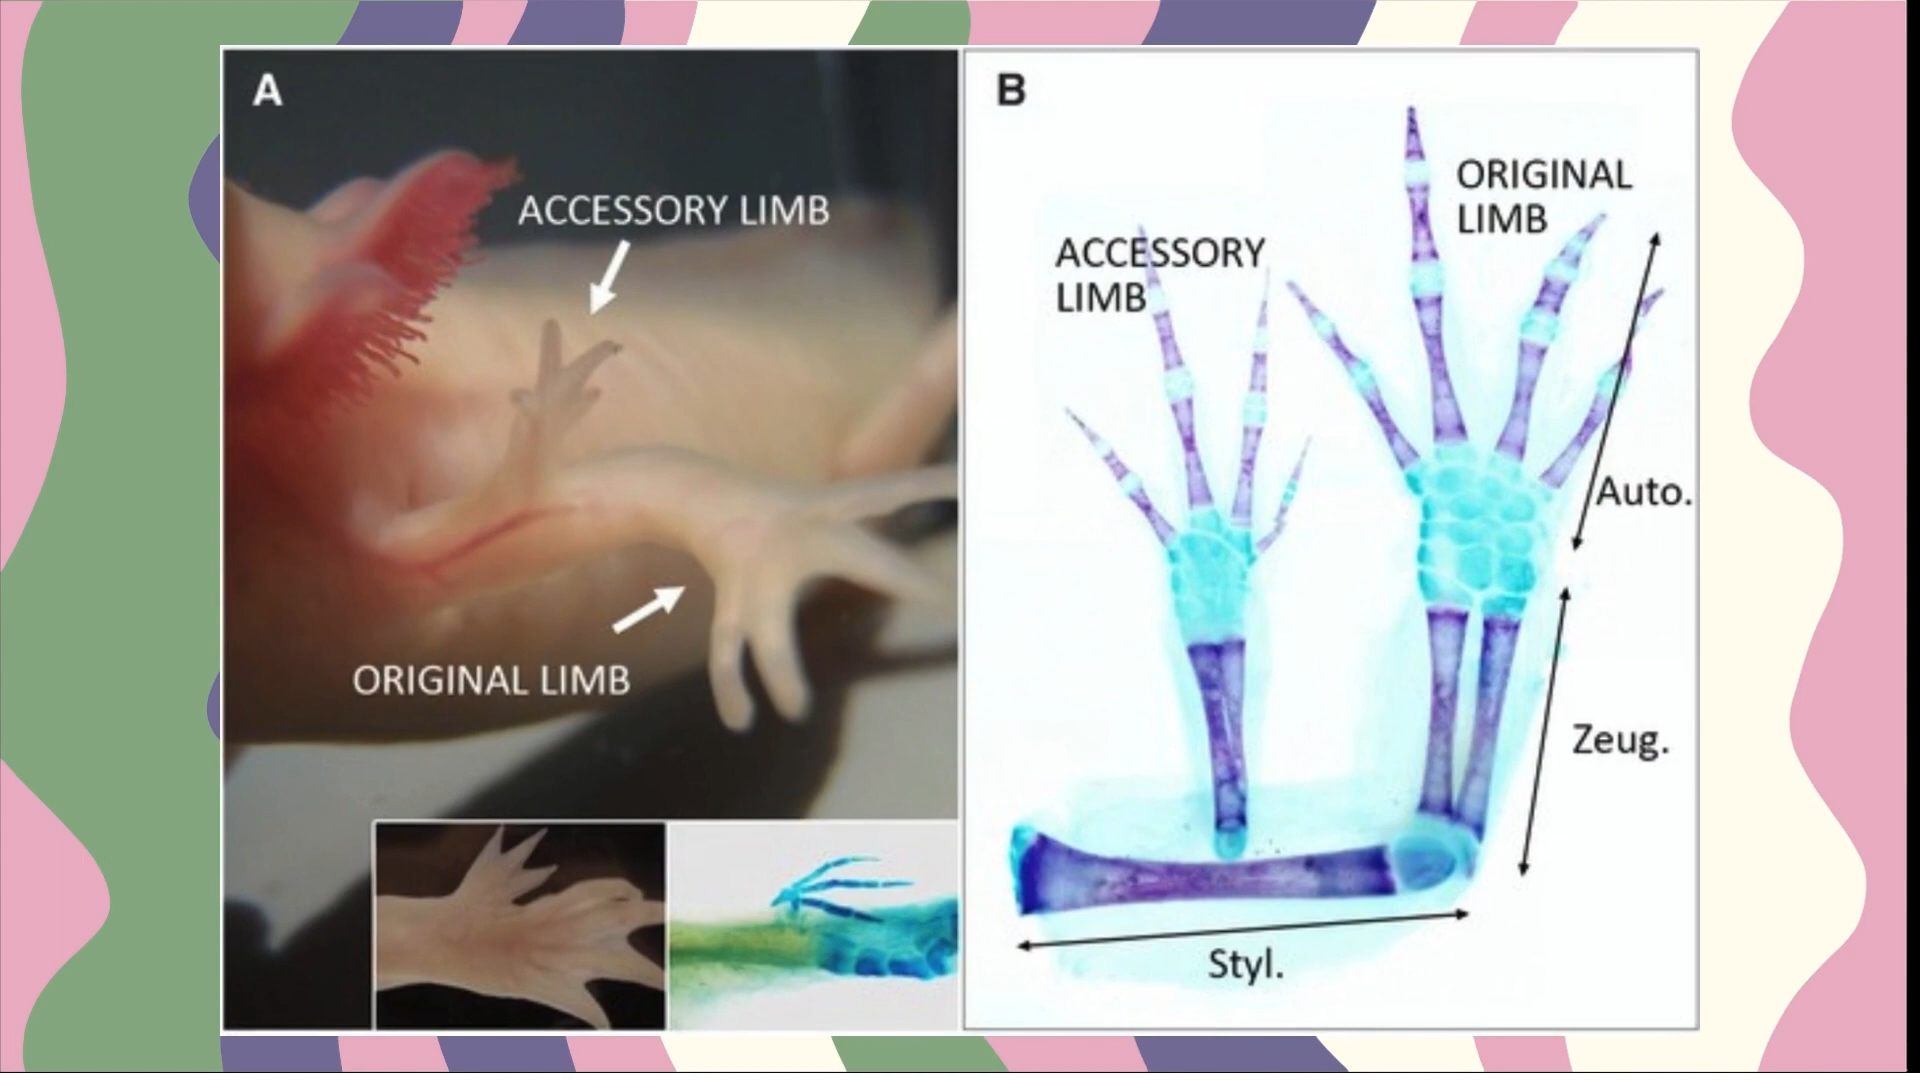 A
ACCESSORY LIMB
ORIGINAL LIMB
B
ORIGINAL
LIMB
ACCESSORY
LIMB
Auto.
Zeug.
Styl.